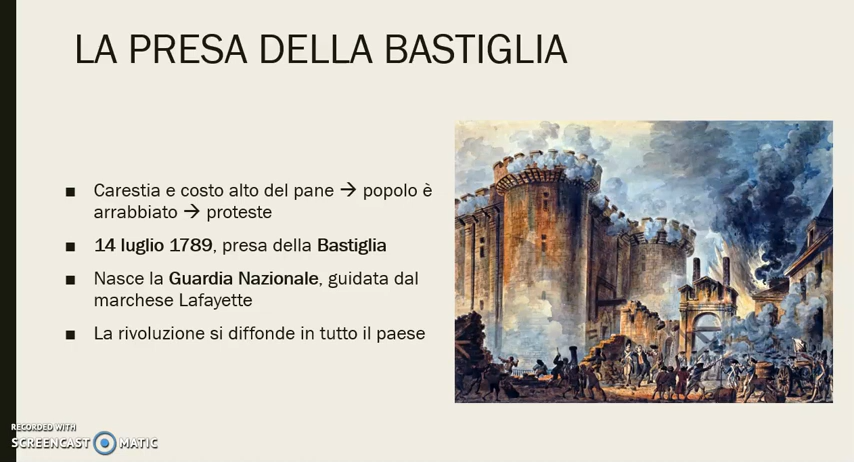 LA PRESA DELLA BASTIGLIA
▪ Carestia e costo alto del pane → popolo è
arrabbiato → proteste
▪ 14 luglio 1789, presa della Bastiglia
▪ Nasce la Guardia Nazionale, guidata dal
marchese Lafayette
▪ La rivoluzione si diffonde in tutto il paese
RECORDED WITH
SCREENCAST MATIC